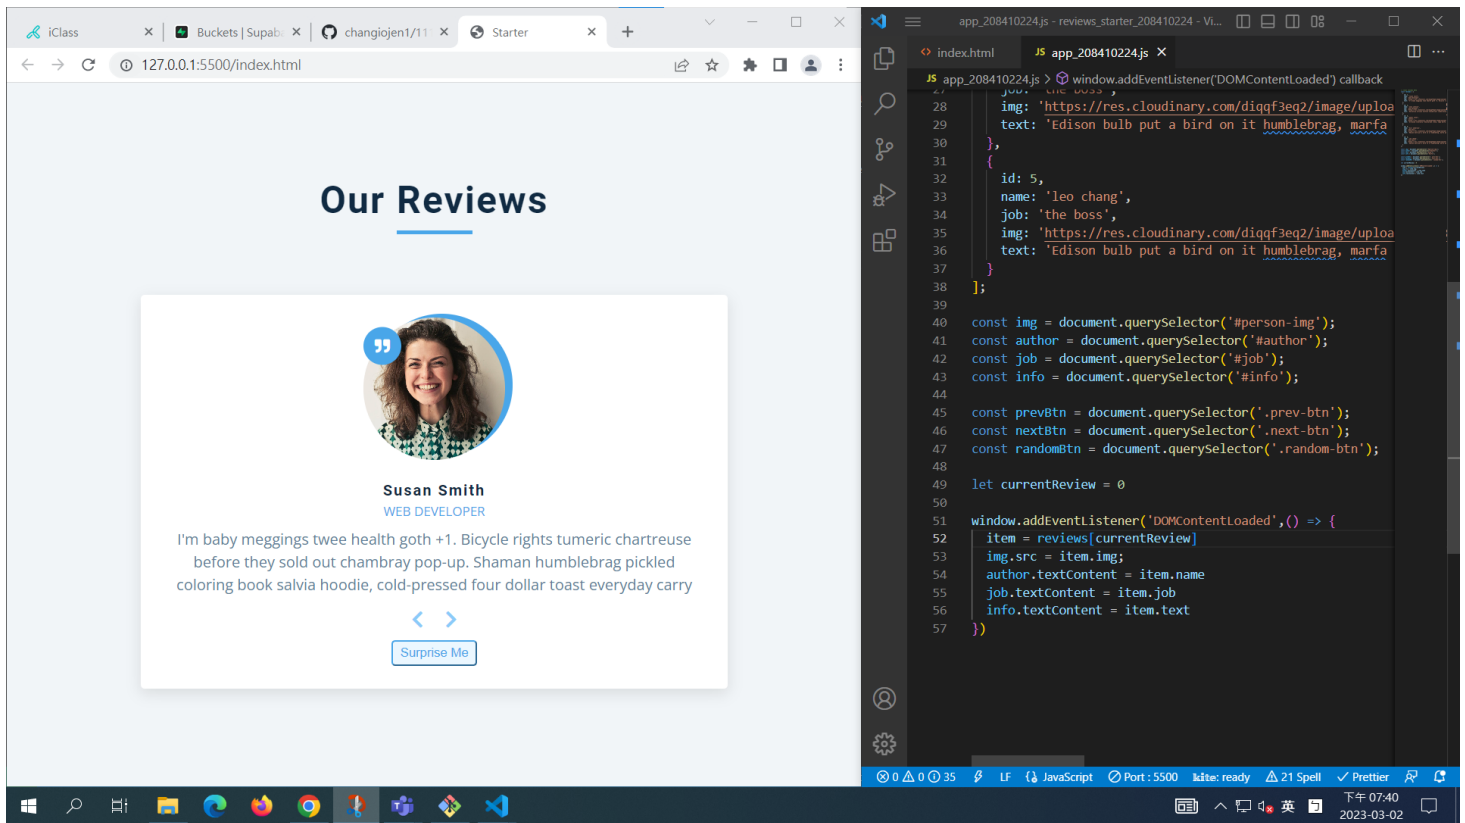 iClass
Buckets | Supaba
changiojen1/11
Starter
127.0.0.1:5500/index.html
Our Reviews
Susan Smith
WEB DEVELOPER
I'm baby meggings twee health goth +1. Bicycle rights tumeric chartreuse
before they sold out chambray pop-up. Shaman humblebrag pickled
coloring book salvia hoodie, cold-pressed four dollar toast everyday carry
Surprise Me
app_208410224.js - reviews_starter_208410224 - Vi...
index.html
JS app_208410224.js
JS app_208410224.js > window.addEventListener('DOMContentLoaded') callback
27 job: 'the boss',
28 img: 'https://res.cloudinary.com/diqqf3eq2/image/uploa
29 text: 'Edison bulb put a bird on it humblebrag, marfa
30 },
31 {
32 id: 5,
33 name: 'leo chang',
34 job: 'the boss',
35 img: 'https://res.cloudinary.com/diqqf3eq2/image/uploa
36 text: 'Edison bulb put a bird on it humblebrag, marfa
37 }
38 ];
39
40 const img = document.querySelector('#person-img');
41 const author = document.querySelector('#author');
42 const job = document.querySelector('#job');
43 const info = document.querySelector('#info');
44
45 const prevBtn = document.querySelector('.prev-btn');
46 const nextBtn = document.querySelector('.next-btn');
47 const randomBtn = document.querySelector('.random-btn');
48
49 let currentReview = 0
50
51 window.addEventListener('DOMContentLoaded',() => {
52 item = reviews[currentReview]
53 img.src = item.img;
54 author.textContent = item.name
55 job.textContent = item.job
56 info.textContent = item.text
57 })
0 0 35 LF JavaScript Port : 5500 kite: ready 21 Spell Prettier
英
下午 07:40
2023-03-02